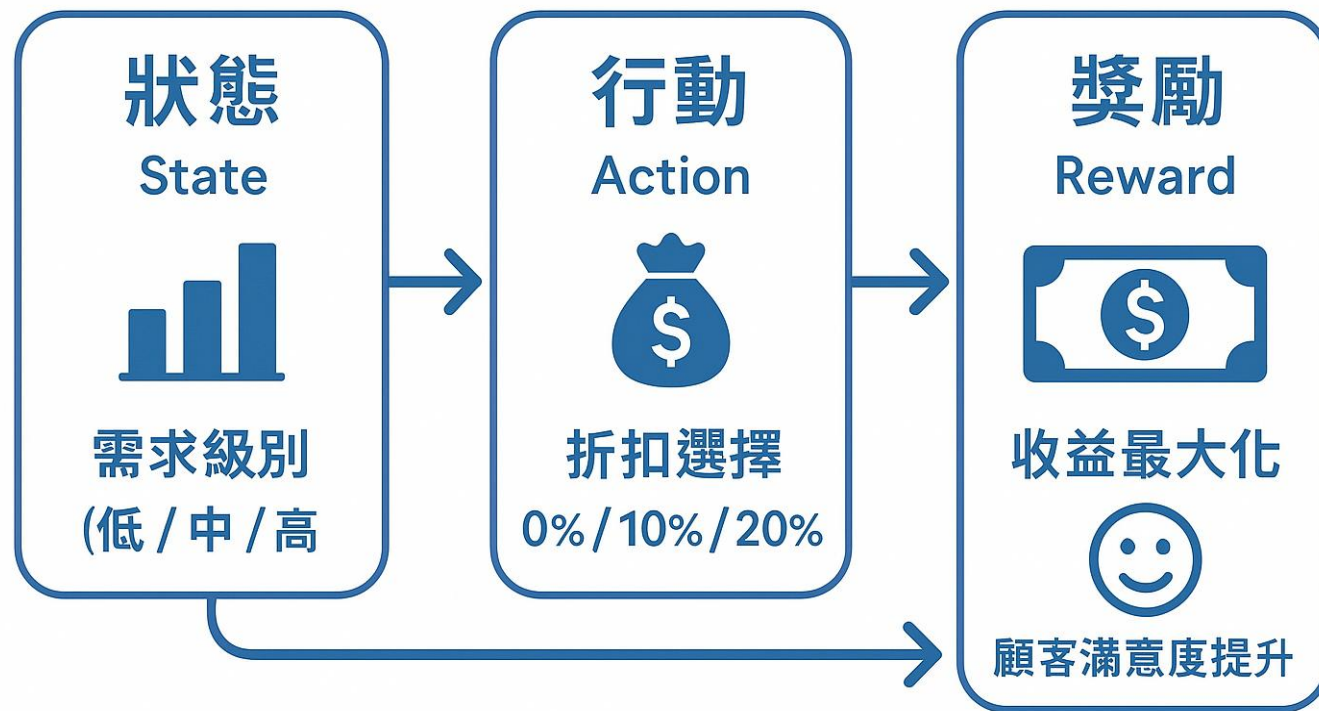 狀態
State
需求級別
(低 / 中 / 高
行動
Action
$
折扣選擇
0% / 10% / 20%
獎勵
Reward
$
收益最大化
顧客滿意度提升